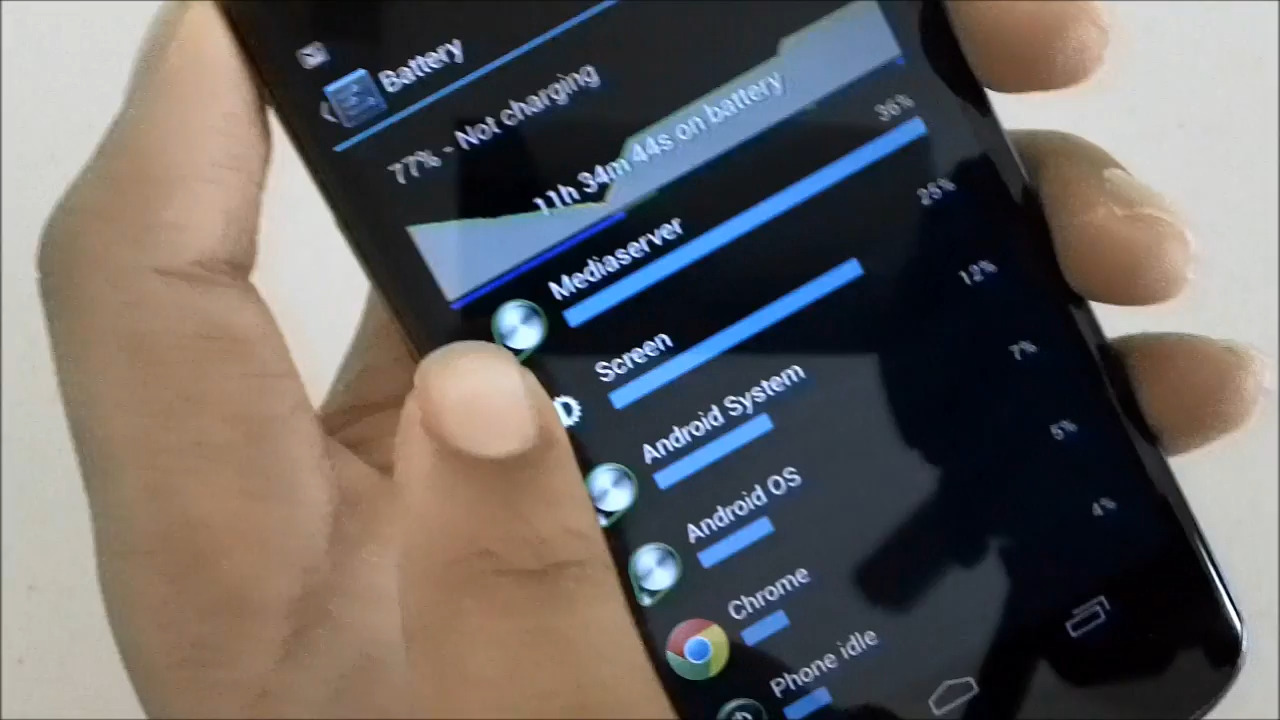 Battery
77% - Not charging
11h 34m 44s on battery
Mediaserver 36%
Screen 25%
Android System 12%
Android OS 7%
Chrome 5%
Phone idle 4%